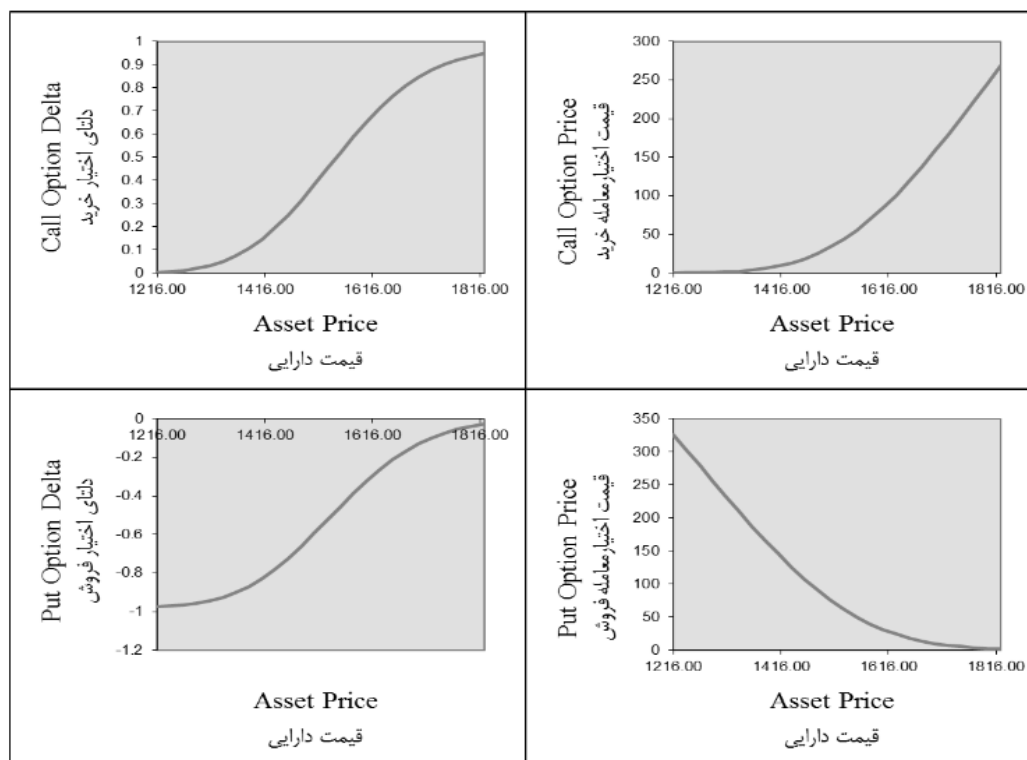 Call Option Delta
دلتای اختیار خرید
1
0.9
0.8
0.7
0.6
0.5
0.4
0.3
0.2
0.1
0
1216.00 1416.00 1616.00 1816.00
Asset Price
قیمت دارایی
Call Option Price
قیمت اختیارمعامله خرید
300
250
200
150
100
50
0
1216.00 1416.00 1616.00 1816.00
Asset Price
قیمت دارایی
Put Option Delta
دلتای اختیار فروش
0
1216.00 1416.00 1616.00 1816.00
-0.2
-0.4
-0.6
-0.8
-1
-1.2
Asset Price
قیمت دارایی
Put Option Price
قیمت اختیارمعامله فروش
350
300
250
200
150
100
50
0
1216.00 1416.00 1616.00 1816.00
Asset Price
قیمت دارایی